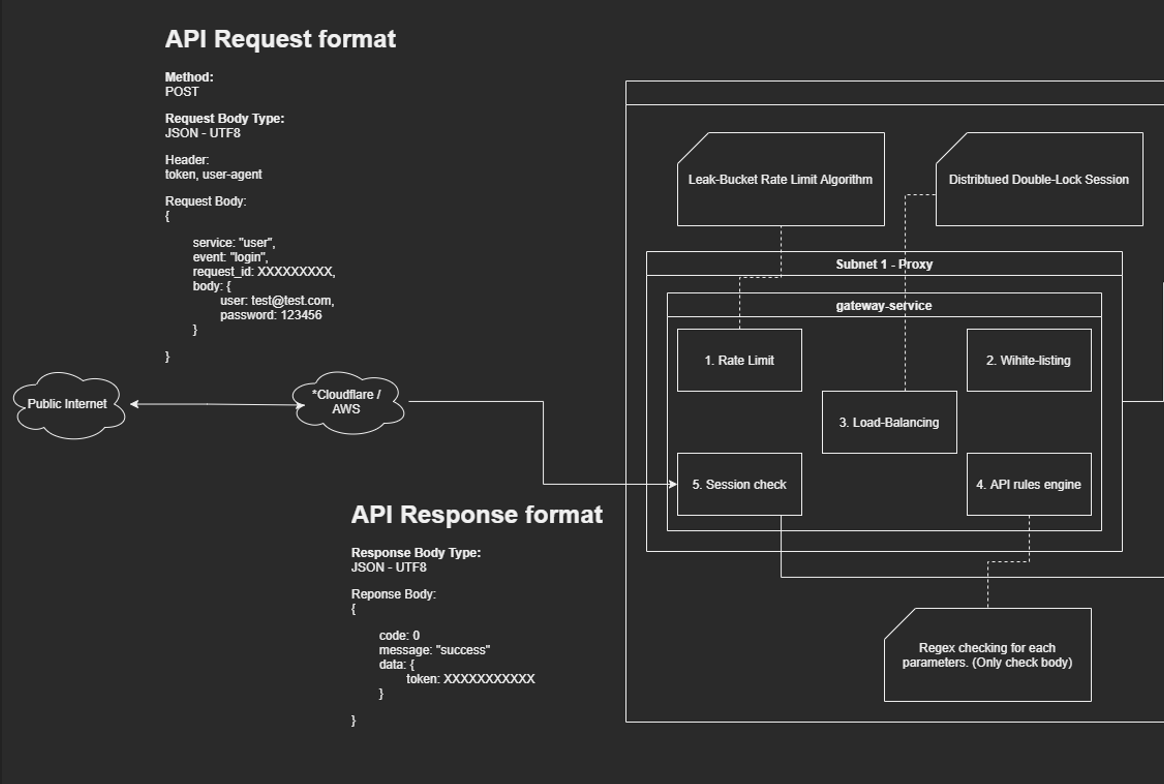 API Request format
Method:
POST
Request Body Type:
JSON - UTF8
Header:
token, user-agent
Request Body:
{
service: "user",
event: "login",
request_id: XXXXXXXXX,
body: {
user: test@test.com,
password: 123456
}
}
Public Internet
*Cloudflare /
AWS
API Response format
Response Body Type:
JSON - UTF8
Reponse Body:
{
code: 0
message: "success"
data: {
token: XXXXXXXXXXX
}
}
Leak-Bucket Rate Limit Algorithm
Distribtued Double-Lock Session
Subnet 1 - Proxy
gateway-service
1. Rate Limit
2. Wihite-listing
3. Load-Balancing
5. Session check
4. API rules engine
Regex checking for each
parameters. (Only check body)